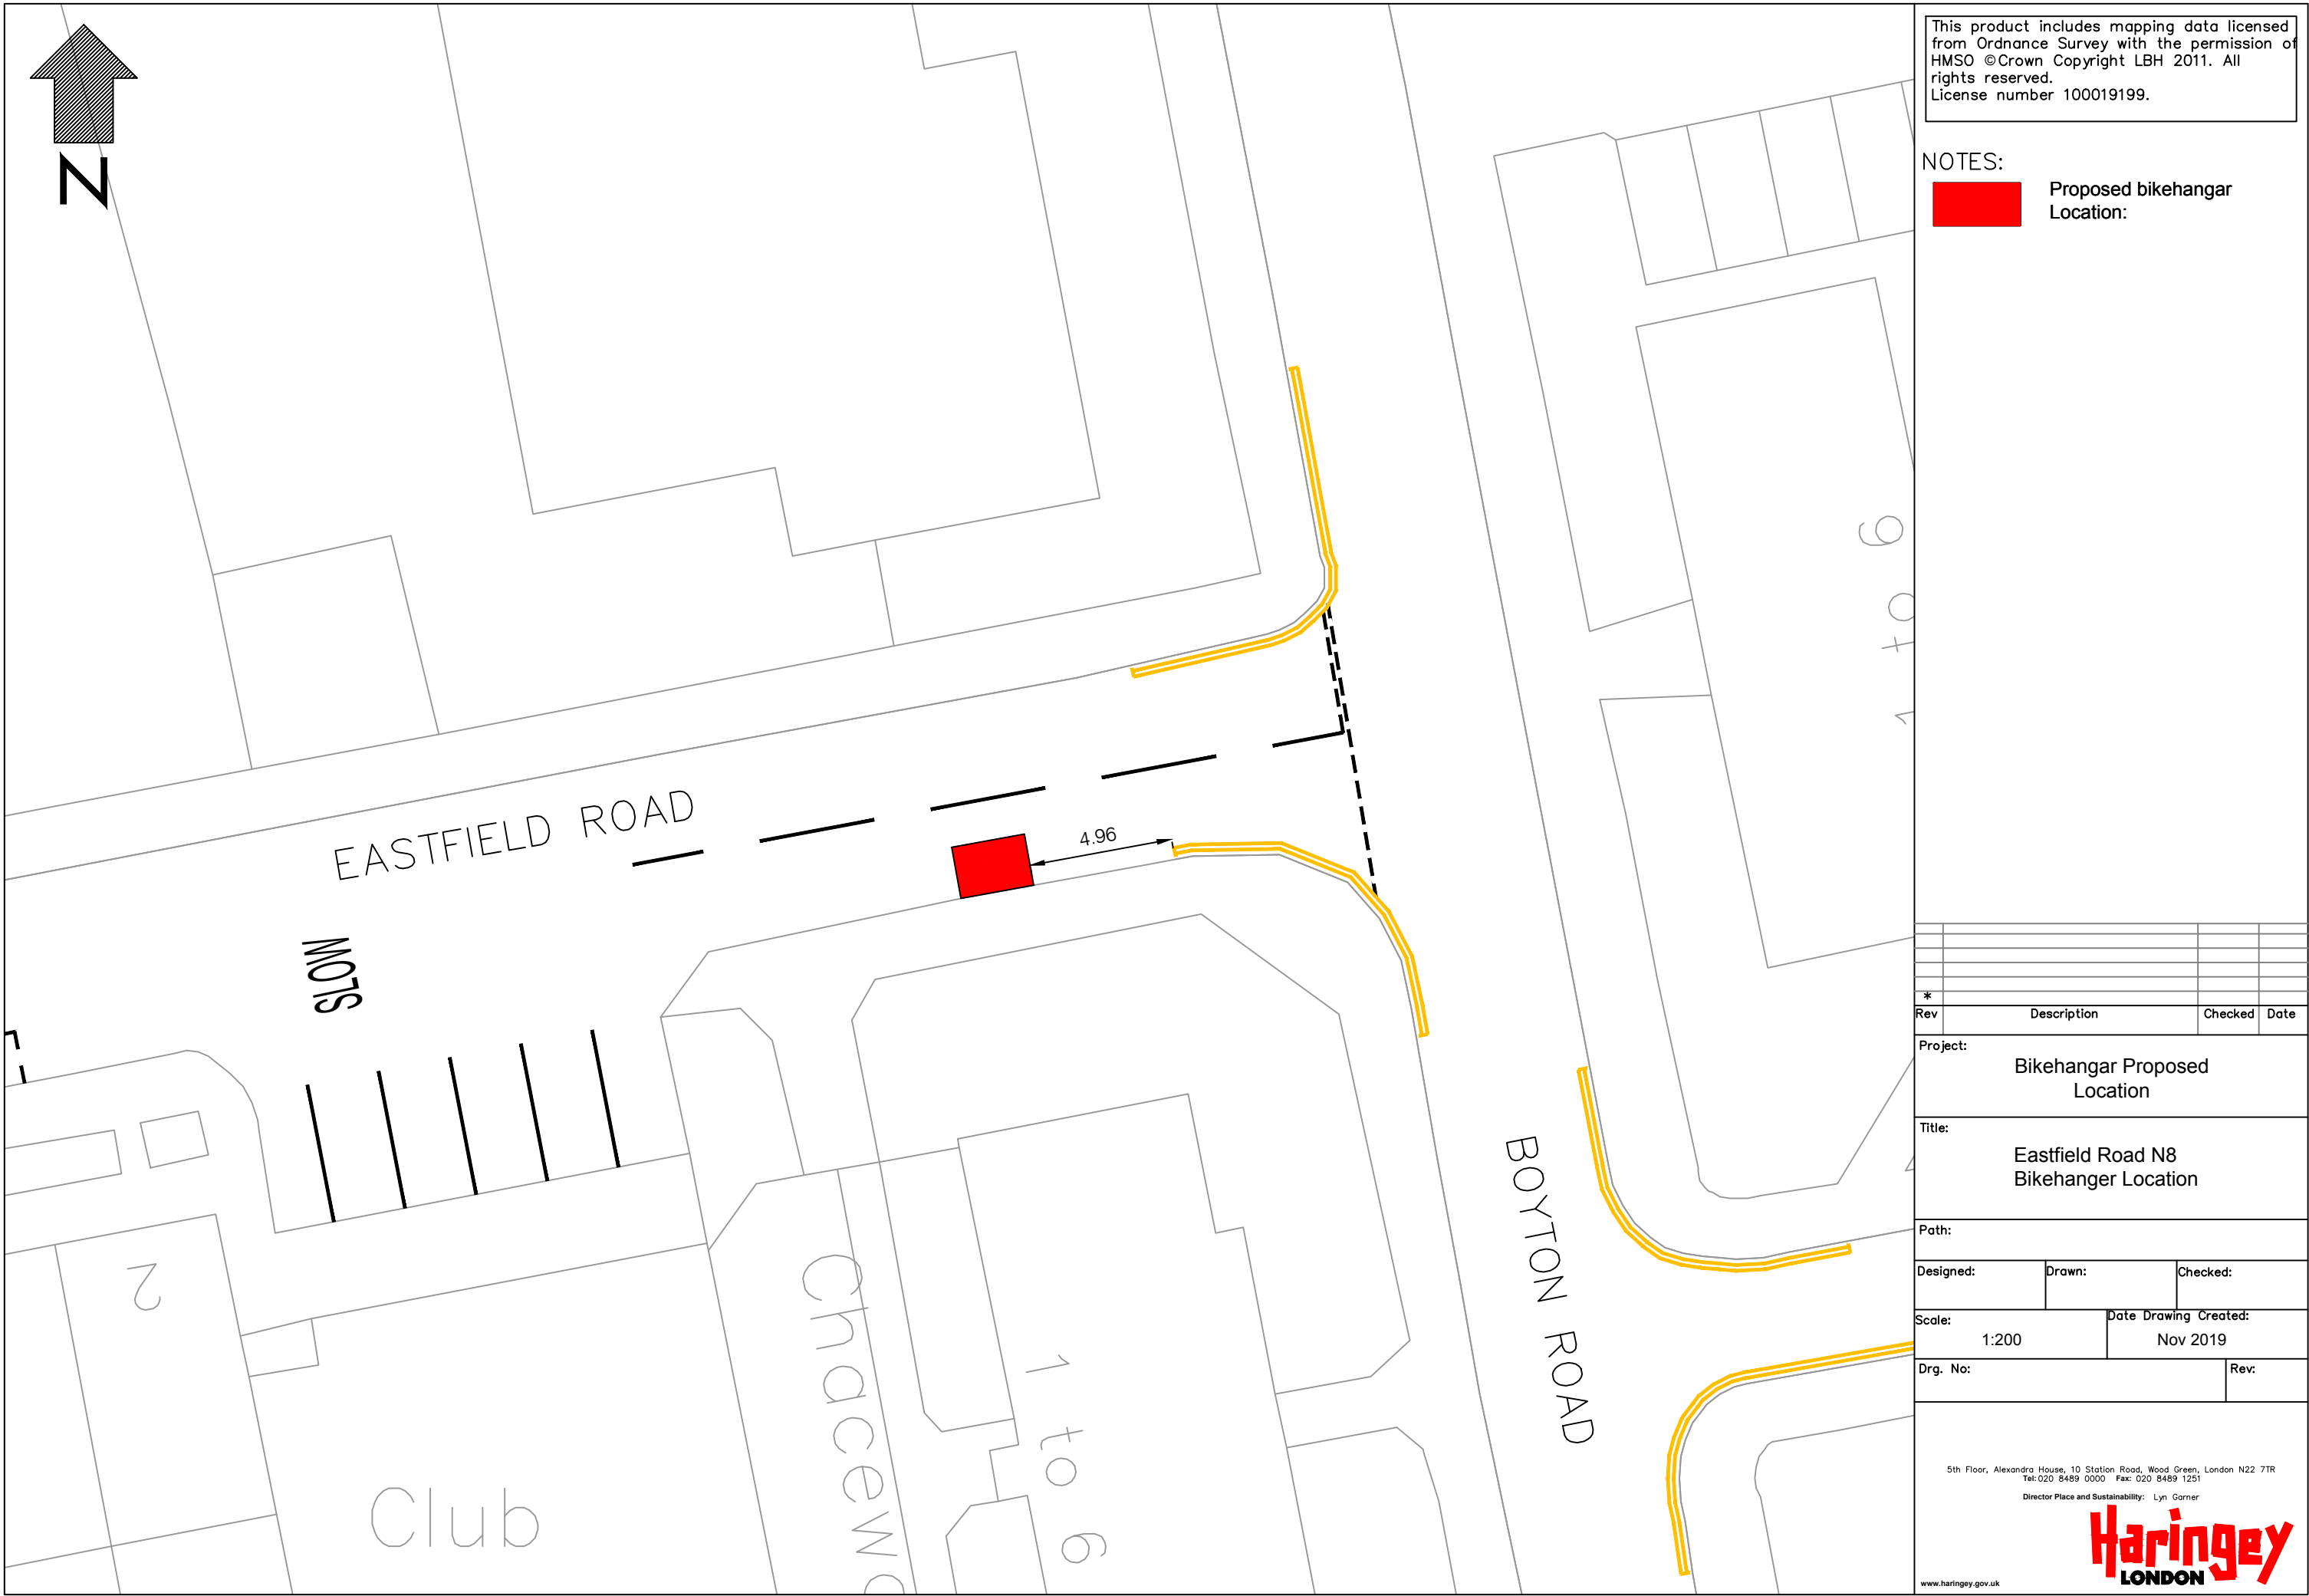 N
EASTFIELD ROAD
SLOW
4.96
BOYTON ROAD
2
Club
1 to 6
9
This product includes mapping data licensed
from Ordnance Survey with the permission of
HMSO ©Crown Copyright LBH 2011. All
rights reserved.
License number 100019199.
NOTES:
Proposed bikehangar
Location:
*
Rev Description Checked Date
Project:
Bikehangar Proposed
Location
Title:
Eastfield Road N8
Bikehanger Location
Path:
Designed: Drawn: Checked:
Scale: Date Drawing Created:
1:200 Nov 2019
Drg. No: Rev:
5th Floor, Alexandra House, 10 Station Road, Wood Green, London N22 7TR
Tel: 020 8489 0000 Fax: 020 8489 1251
Director Place and Sustainability: Lyn Garner
Haringey
LONDON
www.haringey.gov.uk